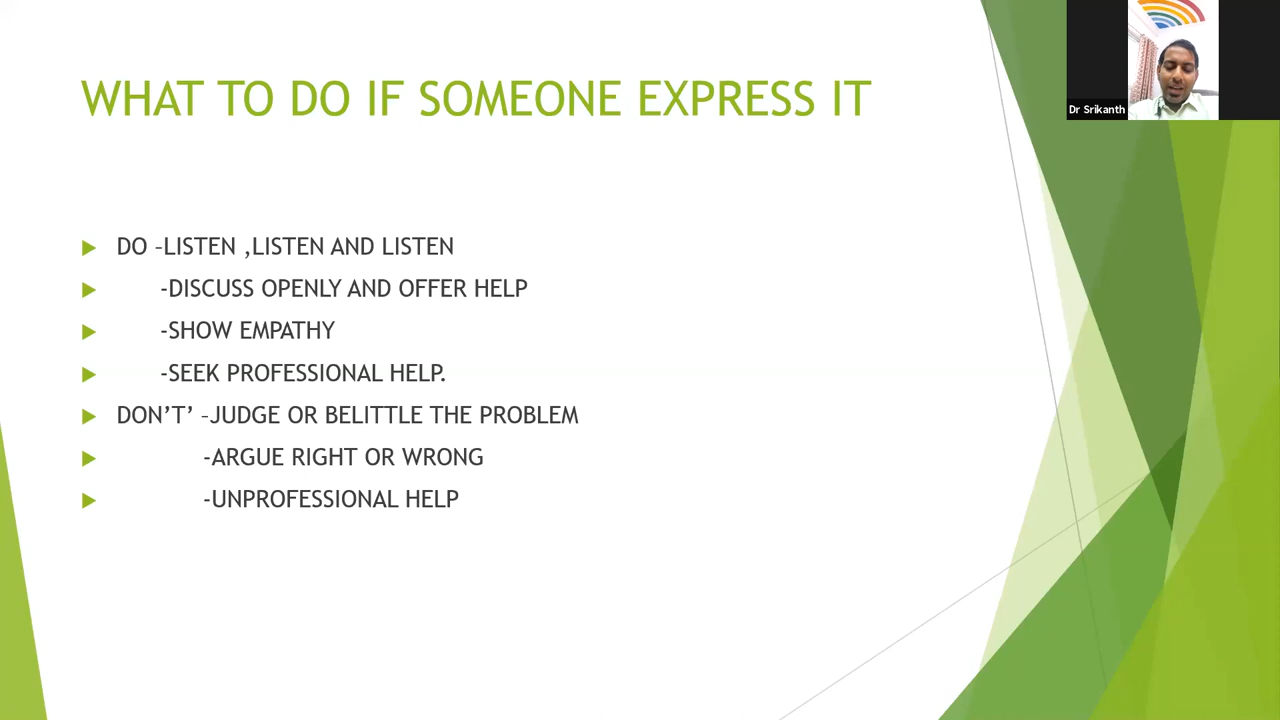 WHAT TO DO IF SOMEONE EXPRESS IT
Dr Srikanth
DO –LISTEN ,LISTEN AND LISTEN
-DISCUSS OPENLY AND OFFER HELP
-SHOW EMPATHY
-SEEK PROFESSIONAL HELP.
DON’T’ –JUDGE OR BELITTLE THE PROBLEM
-ARGUE RIGHT OR WRONG
-UNPROFESSIONAL HELP